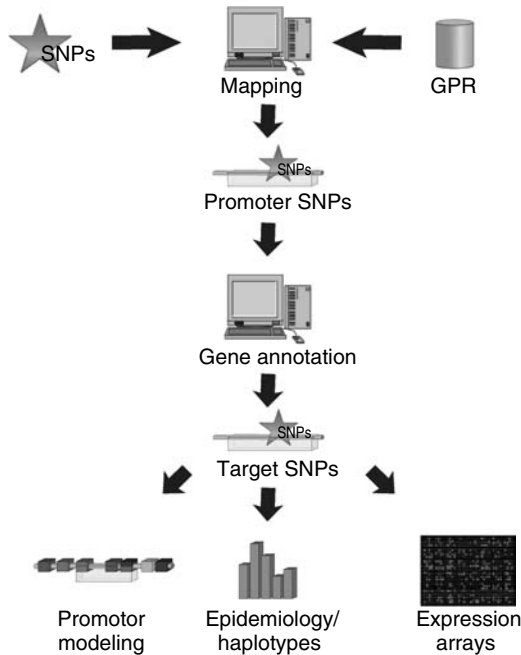 SNPs
Mapping
GPR
SNPs
Promoter SNPs
Gene annotation
SNPs
Target SNPs
Promotor
modeling
Epidemiology/
haplotypes
Expression
arrays